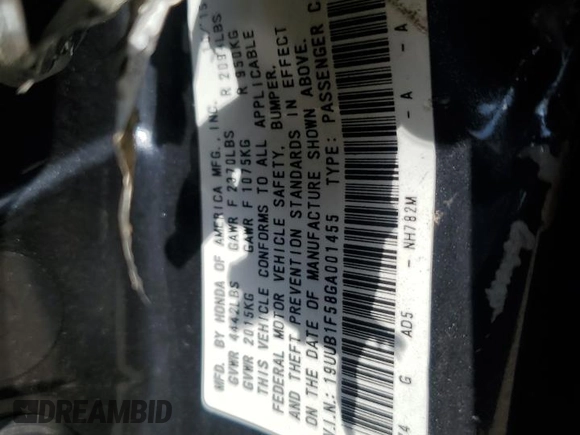 MFD. BY HONDA OF AMERICA MFG., INC.
GVWR 4442LBS GAWR F 2370LBS R 2094LBS
GVWR 2015KG GAWR F 1075KG R 950KG
THIS VEHICLE CONFORMS TO ALL APPLICABLE
FEDERAL MOTOR VEHICLE SAFETY, BUMPER,
AND THEFT PREVENTION STANDARDS IN EFFECT
ON THE DATE OF MANUFACTURE SHOWN ABOVE.
V.I.N.: 19UUB1F58GA001455 TYPE: PASSENGER C
G AD5 - NH782M - A - A
DREAMBID